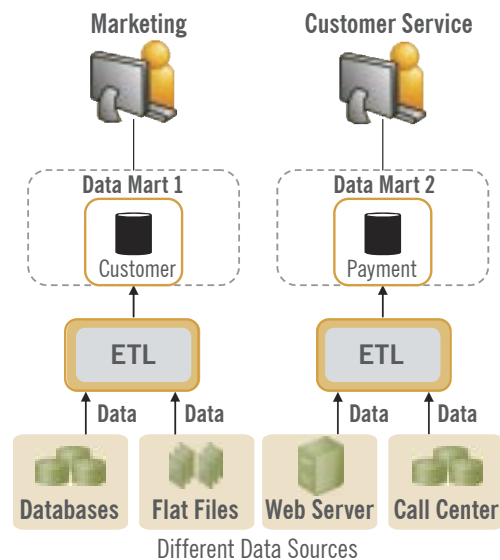 Marketing
Customer Service
Data Mart 1
Data Mart 2
Customer
Payment
ETL
ETL
Data
Data
Data
Data
Databases
Flat Files
Web Server
Call Center
Different Data Sources